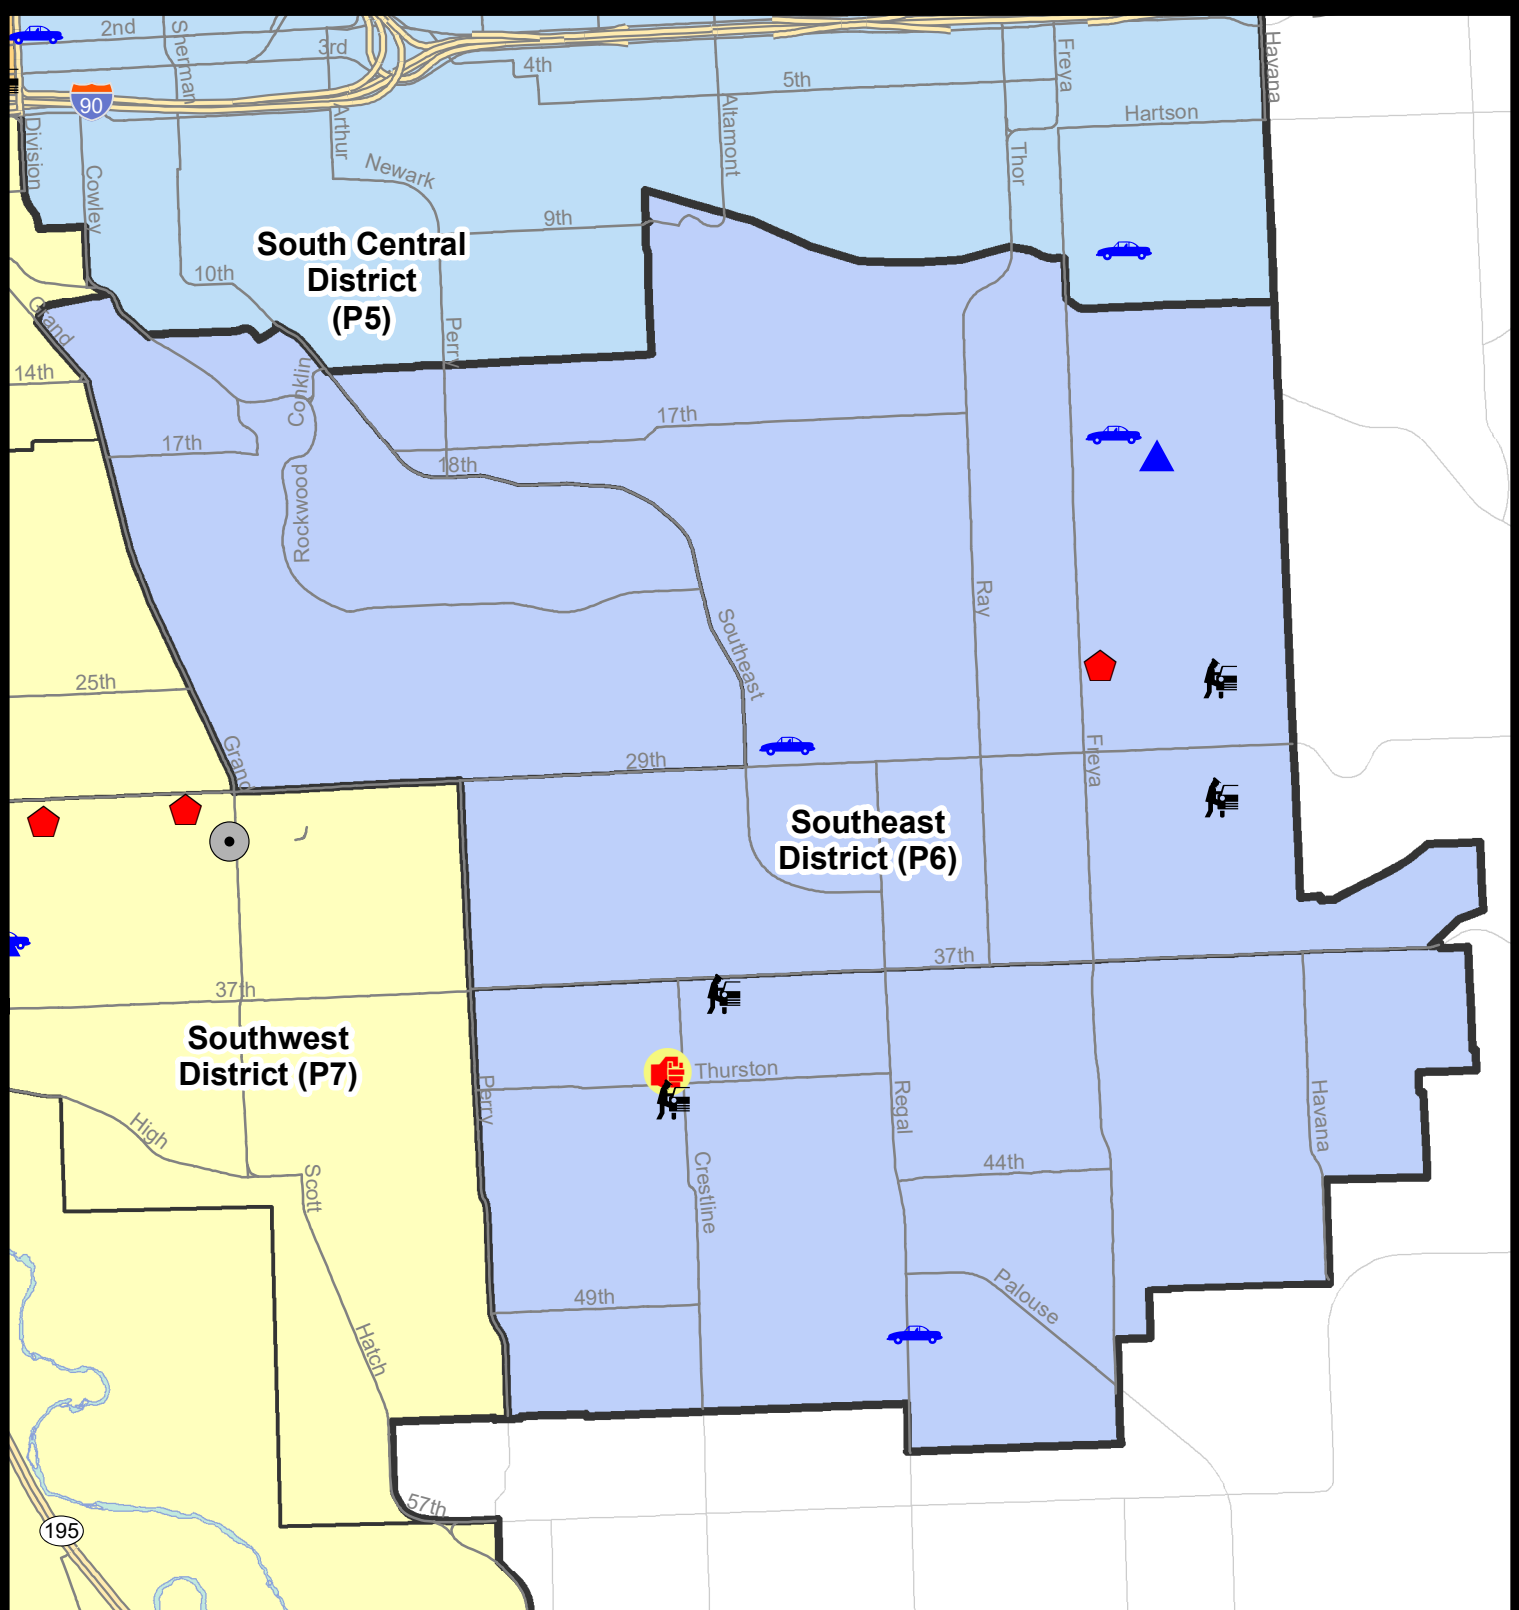 2nd
Sherman
3rd
4th
5th
Freya
Havana
90
Division
Arthur
Altamont
Hartson
Thor
Newark
Cowley
9th
South Central
District
(P5)
10th
Grand
Perry
14th
Conklin
17th
17th
18th
Rockwood
Ray
Southeast
25th
Grand
29th
Freya
Southeast
District (P6)
37th
37th
Southwest
District (P7)
Thurston
Perry
Regal
Havana
High
Scott
Crestline
44th
49th
Palouse
Hatch
57th
195